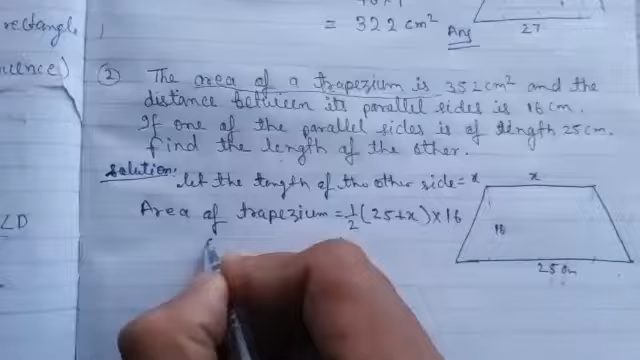 rectangle
uence)
∠D
= 322 cm²
Ans
27
② The area of a trapezium is 352 cm² and the
distance between its parallel sides is 16 cm.
If one of the parallel sides is of length 25 cm.
find the length of the other.
Solution: let the length of the other side = x
Area of trapezium = 1/2 (25+x) × 16
x
16
25 cm